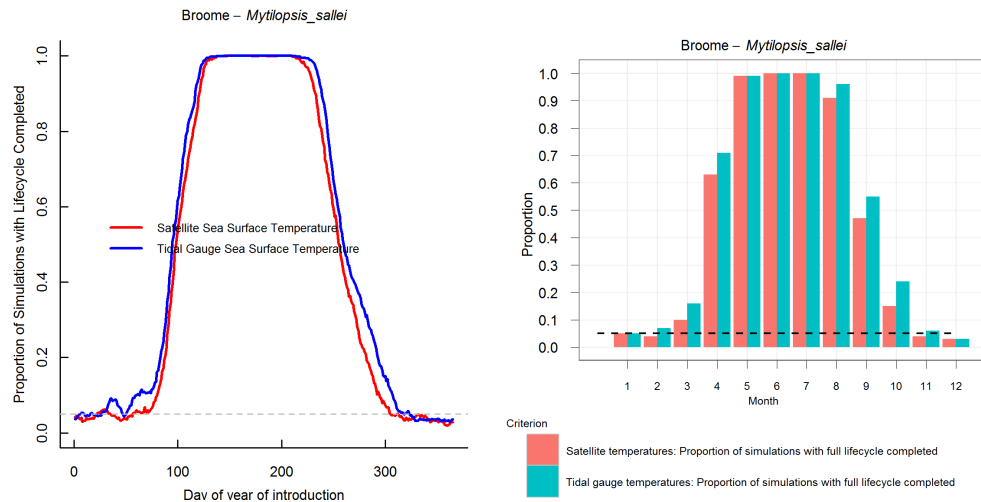 Broome – Mytilopsis_sallei
Proportion of Simulations with Lifecycle Completed
1.0
0.8
0.6
0.4
0.2
0.0
Satellite Sea Surface Temperature
Tidal Gauge Sea Surface Temperature
0 100 200 300
Day of year of introduction
Broome – Mytilopsis_sallei
Proportion
1.0
0.9
0.8
0.7
0.6
0.5
0.4
0.3
0.2
0.1
0.0
1 2 3 4 5 6 7 8 9 10 11 12
Month
Criterion
Satellite temperatures: Proportion of simulations with full lifecycle completed
Tidal gauge temperatures: Proportion of simulations with full lifecycle completed